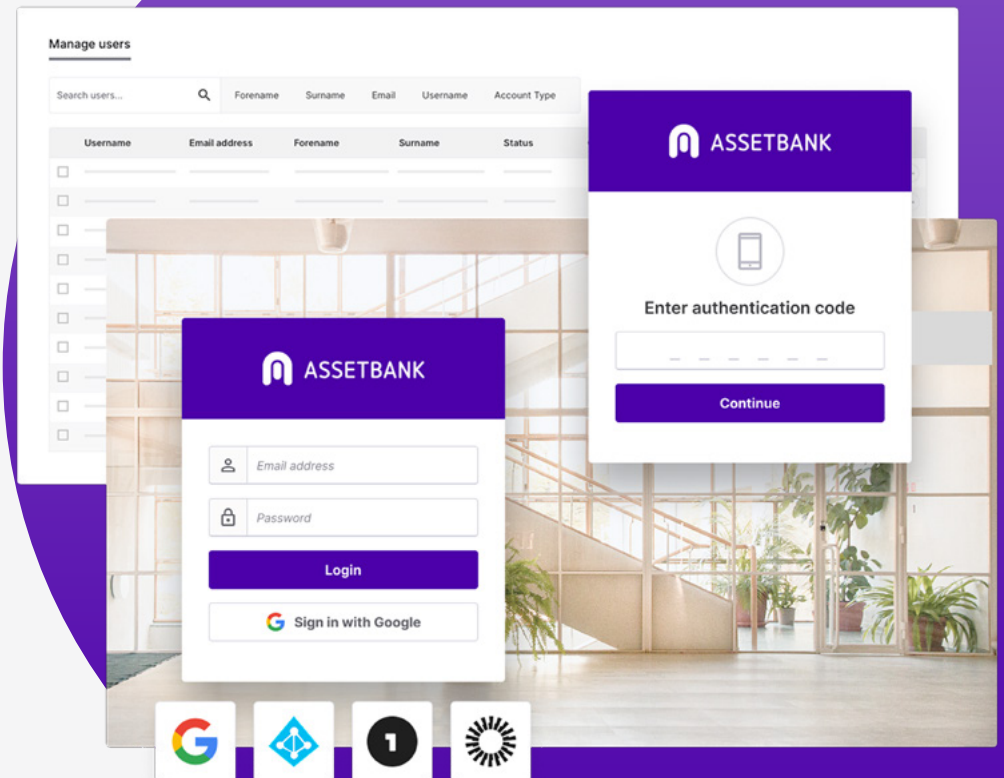 Manage users
Search users... Forename Surname Email Username Account Type
Username Email address Forename Surname Status
ASSETBANK
Enter authentication code
Continue
ASSETBANK
Email address
Password
Login
G Sign in with Google
G 1